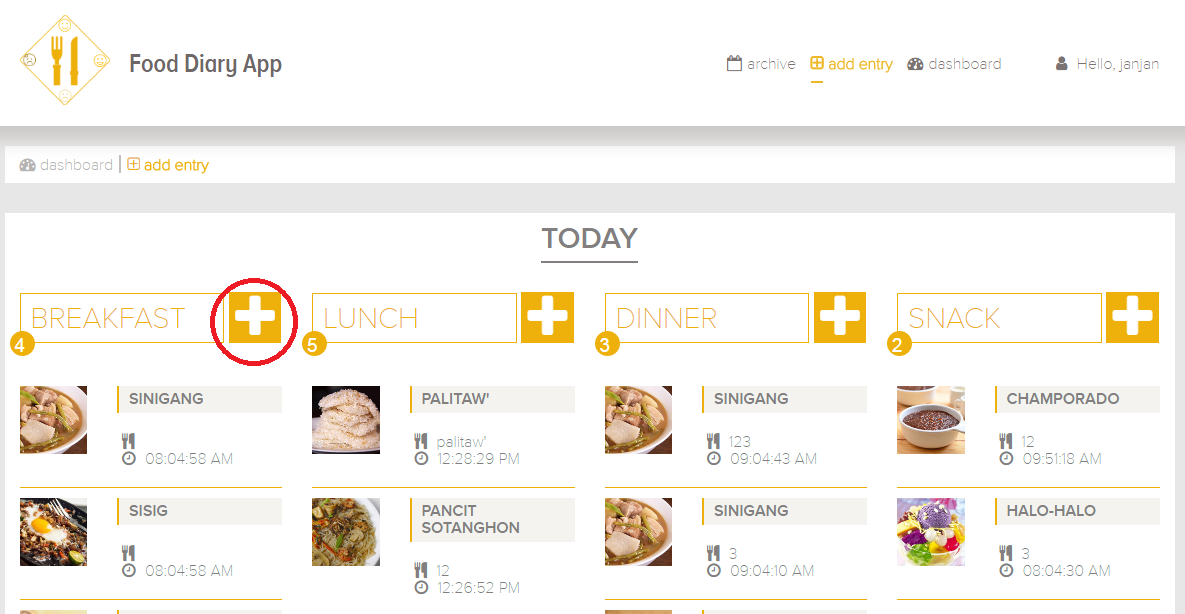 Food Diary App
archive add entry dashboard Hello, janjan
dashboard | add entry
TODAY
BREAKFAST
4
LUNCH
5
DINNER
3
SNACK
2
SINIGANG
08:04:58 AM
SISIG
08:04:58 AM
PALITAW'
palitaw'
12:28:29 PM
PANCIT
SOTANGHON
12
12:26:52 PM
SINIGANG
123
09:04:43 AM
SINIGANG
3
09:04:10 AM
CHAMPORADO
12
09:51:18 AM
HALO-HALO
3
08:04:30 AM